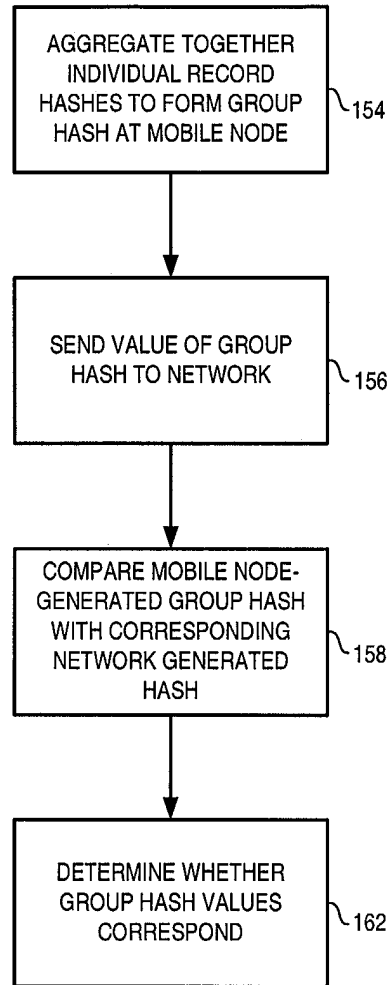 AGGREGATE TOGETHER
INDIVIDUAL RECORD
HASHES TO FORM GROUP
HASH AT MOBILE NODE
154
SEND VALUE OF GROUP
HASH TO NETWORK
156
COMPARE MOBILE NODE-
GENERATED GROUP HASH
WITH CORRESPONDING
NETWORK GENERATED
HASH
158
DETERMINE WHETHER
GROUP HASH VALUES
CORRESPOND
162